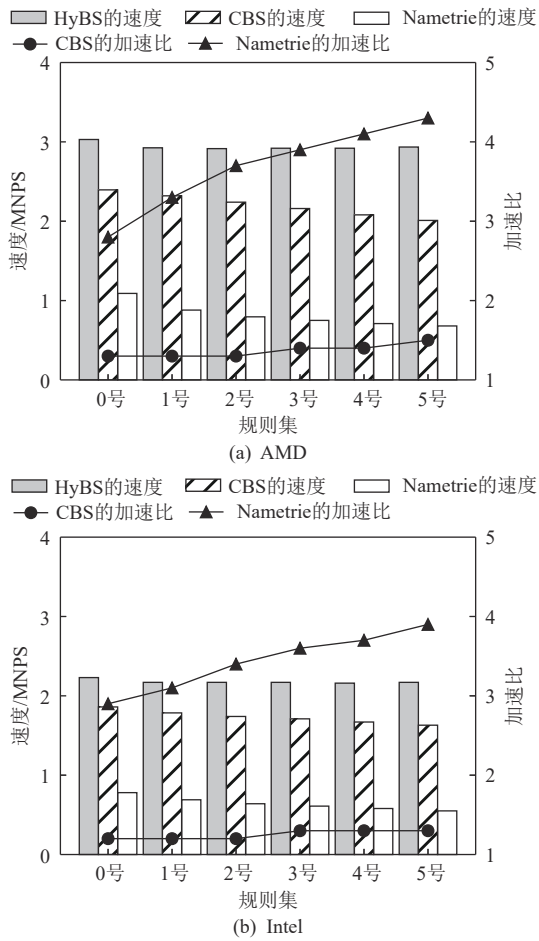 HyBS的速度 CBS的速度 Nametrie的速度
CBS的加速比 Nametrie的加速比
4 5
3 4
2 3
1 2
0 1
速度/MNPS
加速比
0号 1号 2号 3号 4号 5号
规则集
(a) AMD
HyBS的速度 CBS的速度 Nametrie的速度
CBS的加速比 Nametrie的加速比
4 5
3 4
2 3
1 2
0 1
速度/MNPS
加速比
0号 1号 2号 3号 4号 5号
规则集
(b) Intel